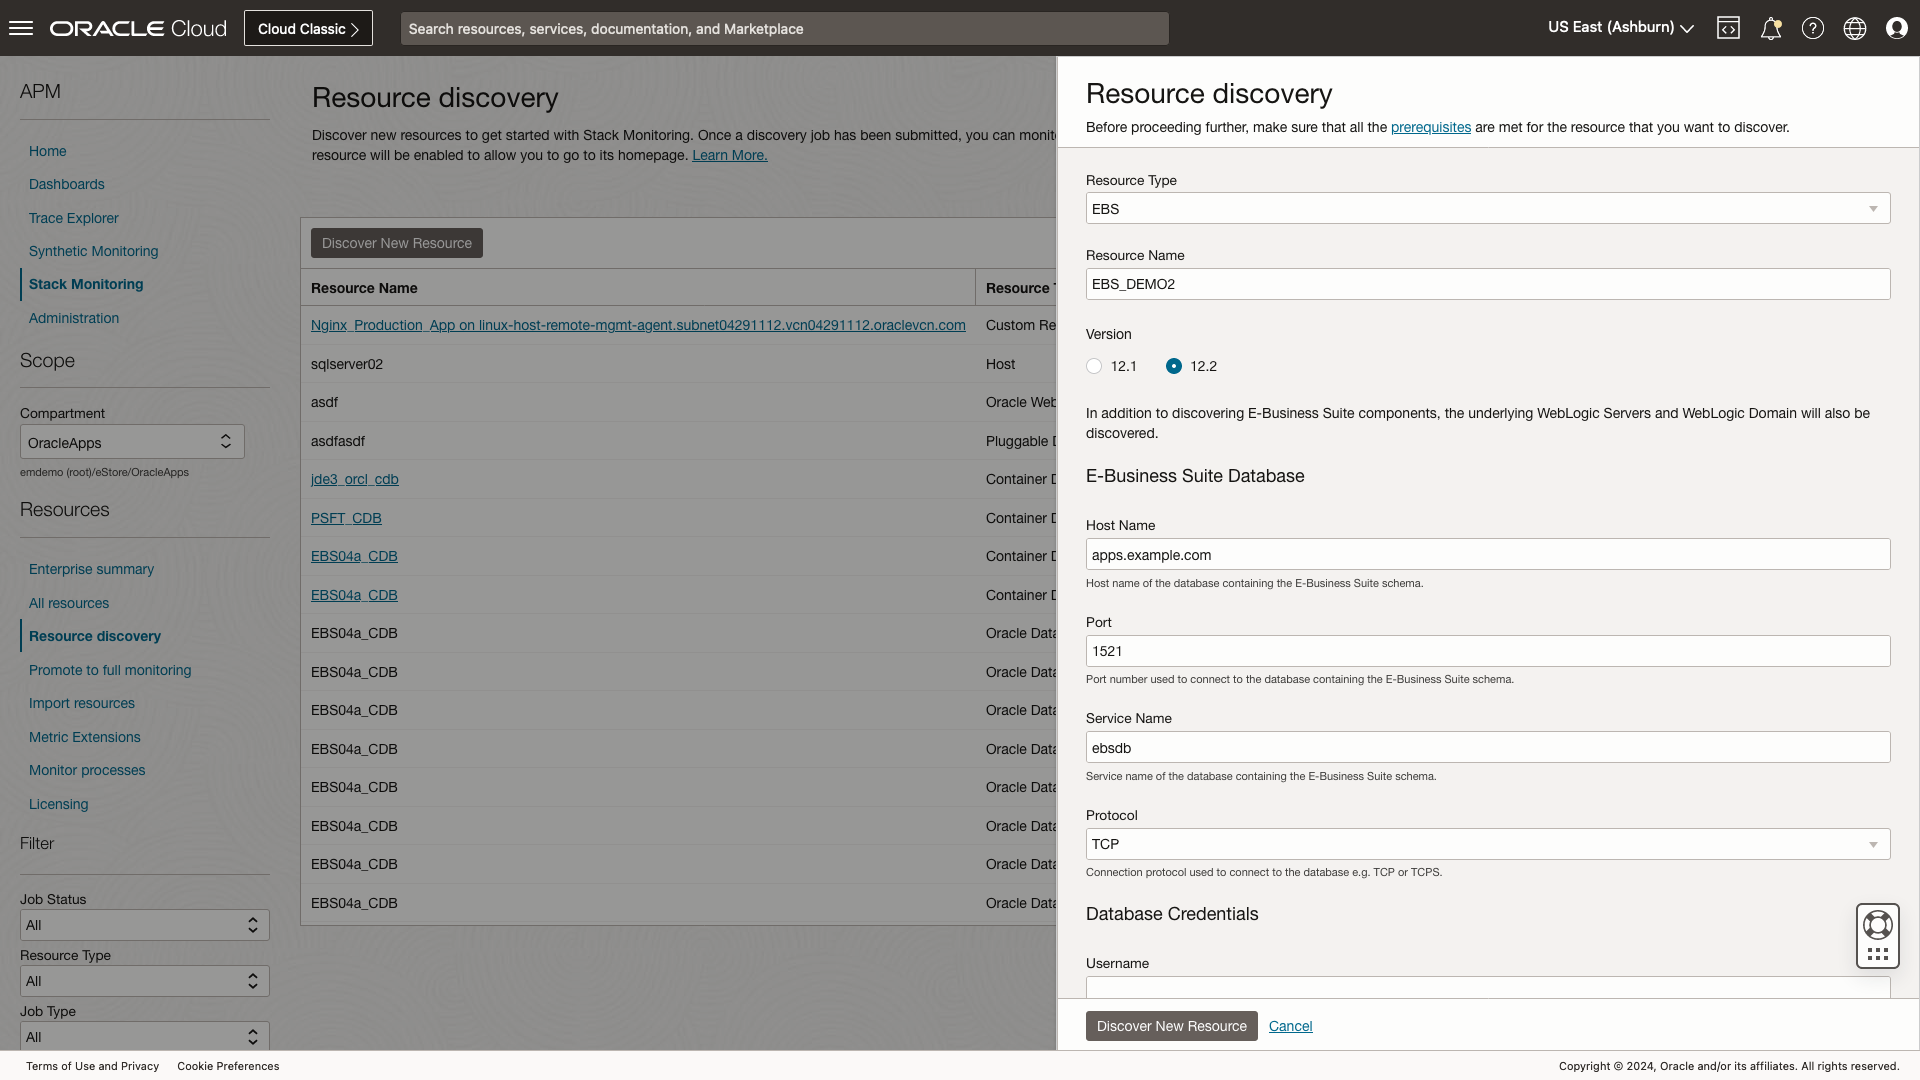 ORACLE Cloud
Cloud Classic
Search resources, services, documentation, and Marketplace
US East (Ashburn)
APM
Home
Dashboards
Trace Explorer
Synthetic Monitoring
Stack Monitoring
Administration
Scope
Compartment
OracleApps
emdemo (root)/eStore/OracleApps
Resources
Enterprise summary
All resources
Resource discovery
Promote to full monitoring
Import resources
Metric Extensions
Monitor processes
Licensing
Filter
Job Status
All
Resource Type
All
Job Type
All
Resource discovery
Discover new resources to get started with Stack Monitoring. Once a discovery job has been submitted, you can
resource will be enabled to allow you to go to its homepage. Learn More.
Discover New Resource
Resource Name Resource
Nginx_Production_App on linux-host-remote-mgmt-agent.subnet04291112.vcn04291112.oraclevcn.com Custom Re
sqlserver02 Host
asdf Oracle Web
asdfasdf Pluggable
jde3_orcl_cdb Container
PSFT_CDB Container
EBS04a_CDB Container
EBS04a_CDB Container
EBS04a_CDB Oracle Data
EBS04a_CDB Oracle Data
EBS04a_CDB Oracle Data
EBS04a_CDB Oracle Data
EBS04a_CDB Oracle Data
EBS04a_CDB Oracle Data
EBS04a_CDB Oracle Data
EBS04a_CDB Oracle Data
Resource discovery
Before proceeding further, make sure that all the prerequisites are met for the resource that you want to discover.
Resource Type
EBS
Resource Name
EBS_DEMO2
Version
12.1 12.2
In addition to discovering E-Business Suite components, the underlying WebLogic Servers and WebLogic Domain will also be
discovered.
E-Business Suite Database
Host Name
apps.example.com
Host name of the database containing the E-Business Suite schema.
Port
1521
Port number used to connect to the database containing the E-Business Suite schema.
Service Name
ebsdb
Service name of the database containing the E-Business Suite schema.
Protocol
TCP
Connection protocol used to connect to the database e.g. TCP or TCPS.
Database Credentials
Username
Discover New Resource Cancel
Terms of Use and Privacy Cookie Preferences
Copyright © 2024, Oracle and/or its affiliates. All rights reserved.